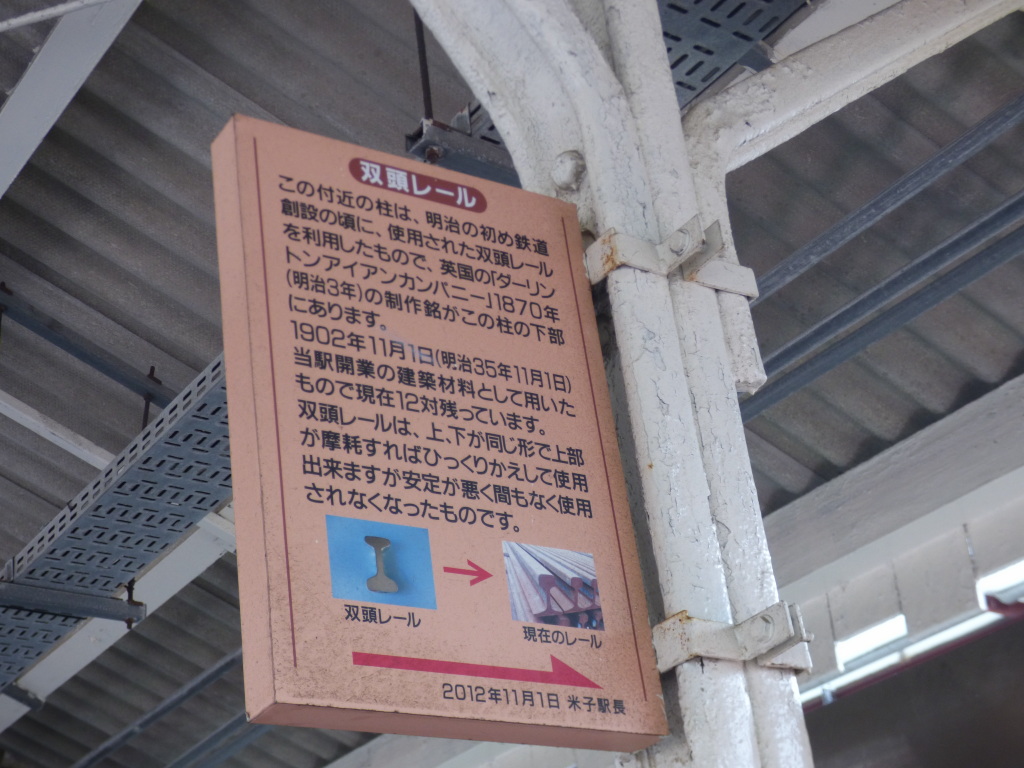 双頭レール
この付近の柱は、明治の初め鉄道
創設の頃に、使用された双頭レール
を利用したもので、英国の｢ダーリン
トンアイアンカンパニー｣1870年
(明治3年)の制作銘がこの柱の下部
にあります。
1902年11月1日(明治35年11月1日)
当駅開業の建築材料として用いた
もので現在12対残っています。
双頭レールは、上、下が同じ形で上部
が摩耗すればひっくりかえして使用
出来ますが安定が悪く間もなく使用
されなくなったものです。
双頭レール
現在のレール
2012年11月1日 米子駅長